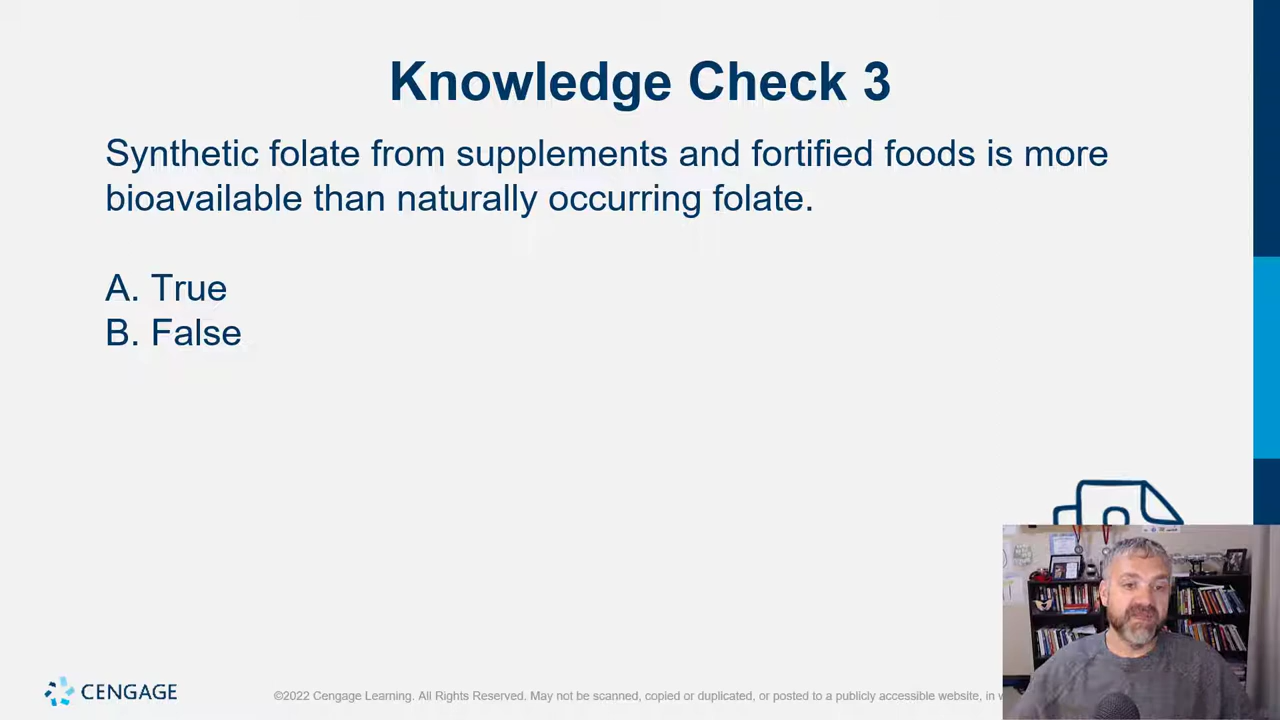 Knowledge Check 3
Synthetic folate from supplements and fortified foods is more
bioavailable than naturally occurring folate.
A. True
B. False
CENGAGE
©2022 Cengage Learning. All Rights Reserved. May not be scanned, copied or duplicated, or posted to a publicly accessible website, in w